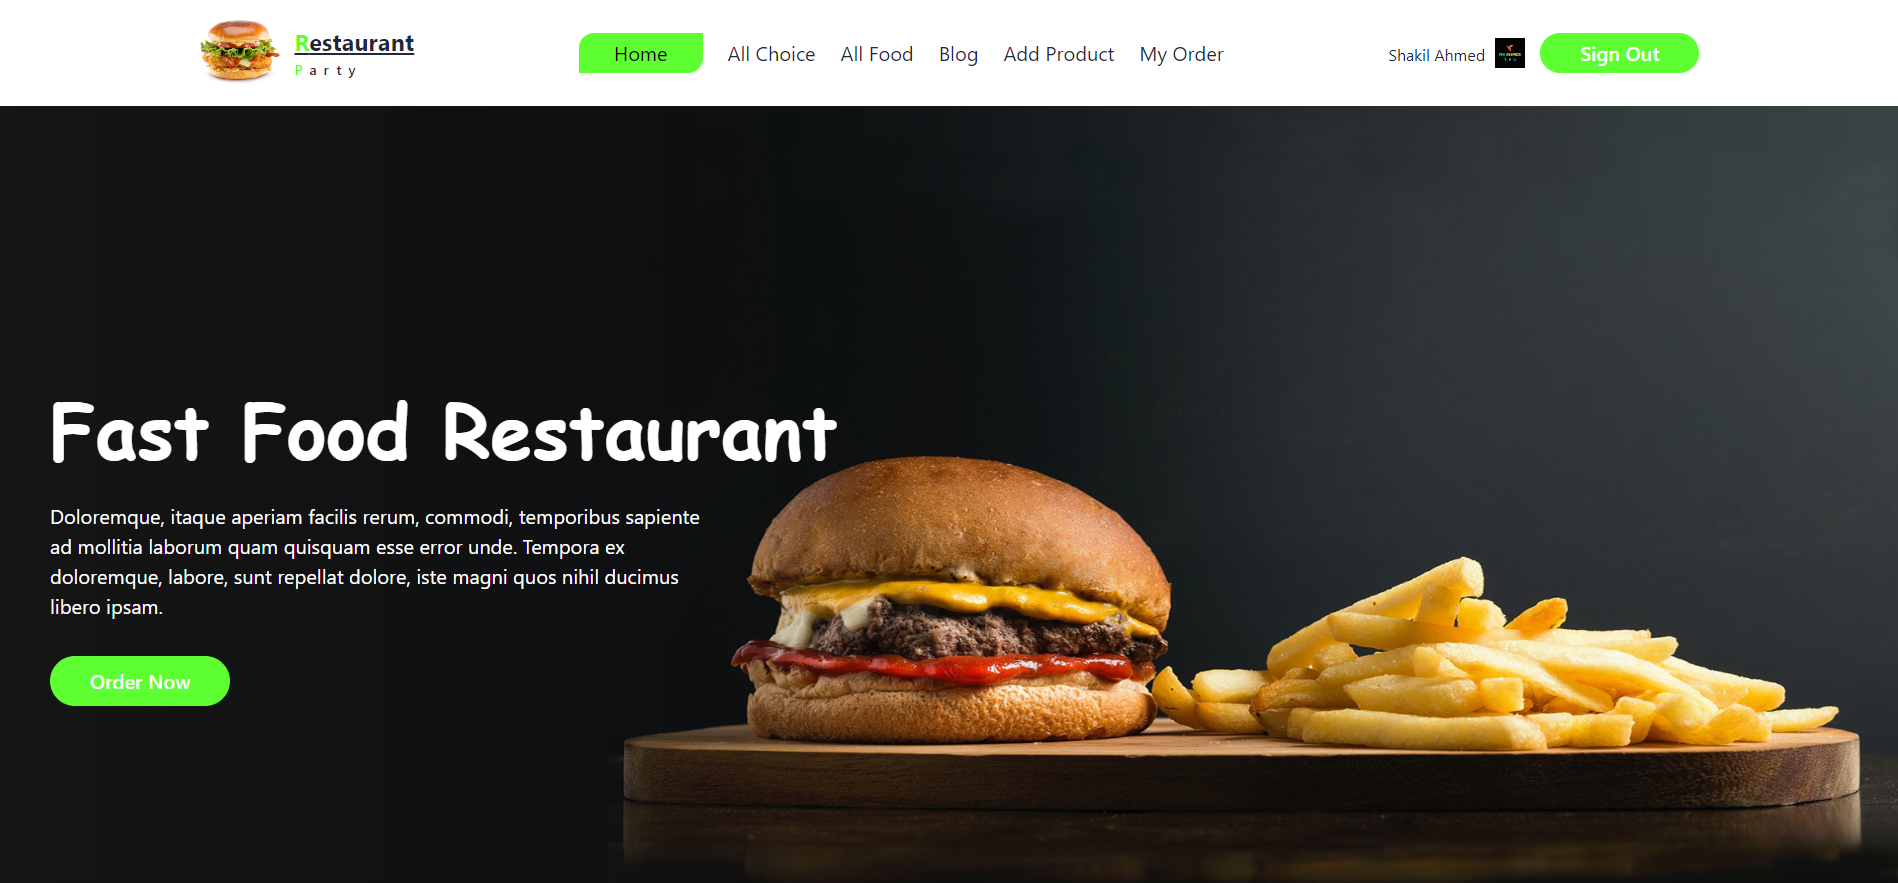 Restaurant
Party
Home
All Choice
All Food
Blog
Add Product
My Order
Shakil Ahmed
Sign Out
Fast Food Restaurant
Doloremque, itaque aperiam facilis rerum, commodi, temporibus sapiente
ad mollitia laborum quam quisquam esse error unde. Tempora ex
doloremque, labore, sunt repellat dolore, iste magni quos nihil ducimus
libero ipsam.
Order Now